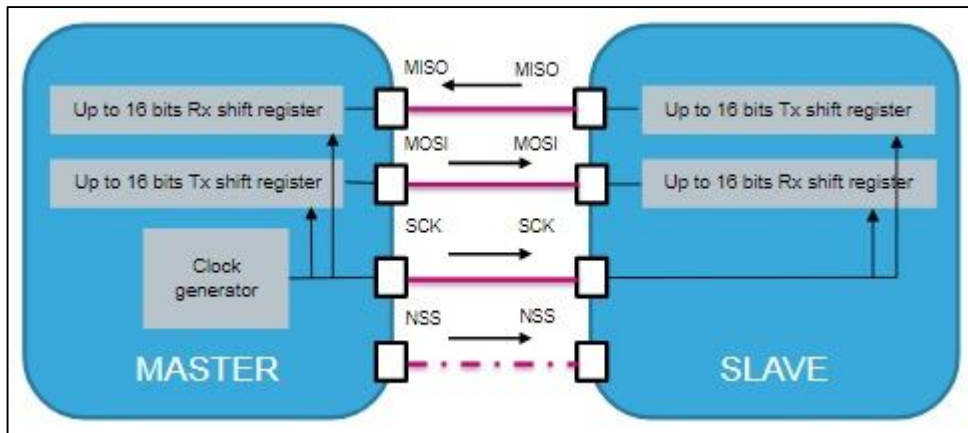 MISO MISO
Up to 16 bits Rx shift register
Up to 16 bits Tx shift register
MOSI MOSI
Up to 16 bits Tx shift register
Up to 16 bits Rx shift register
SCK SCK
Clock
generator
NSS NSS
MASTER
SLAVE